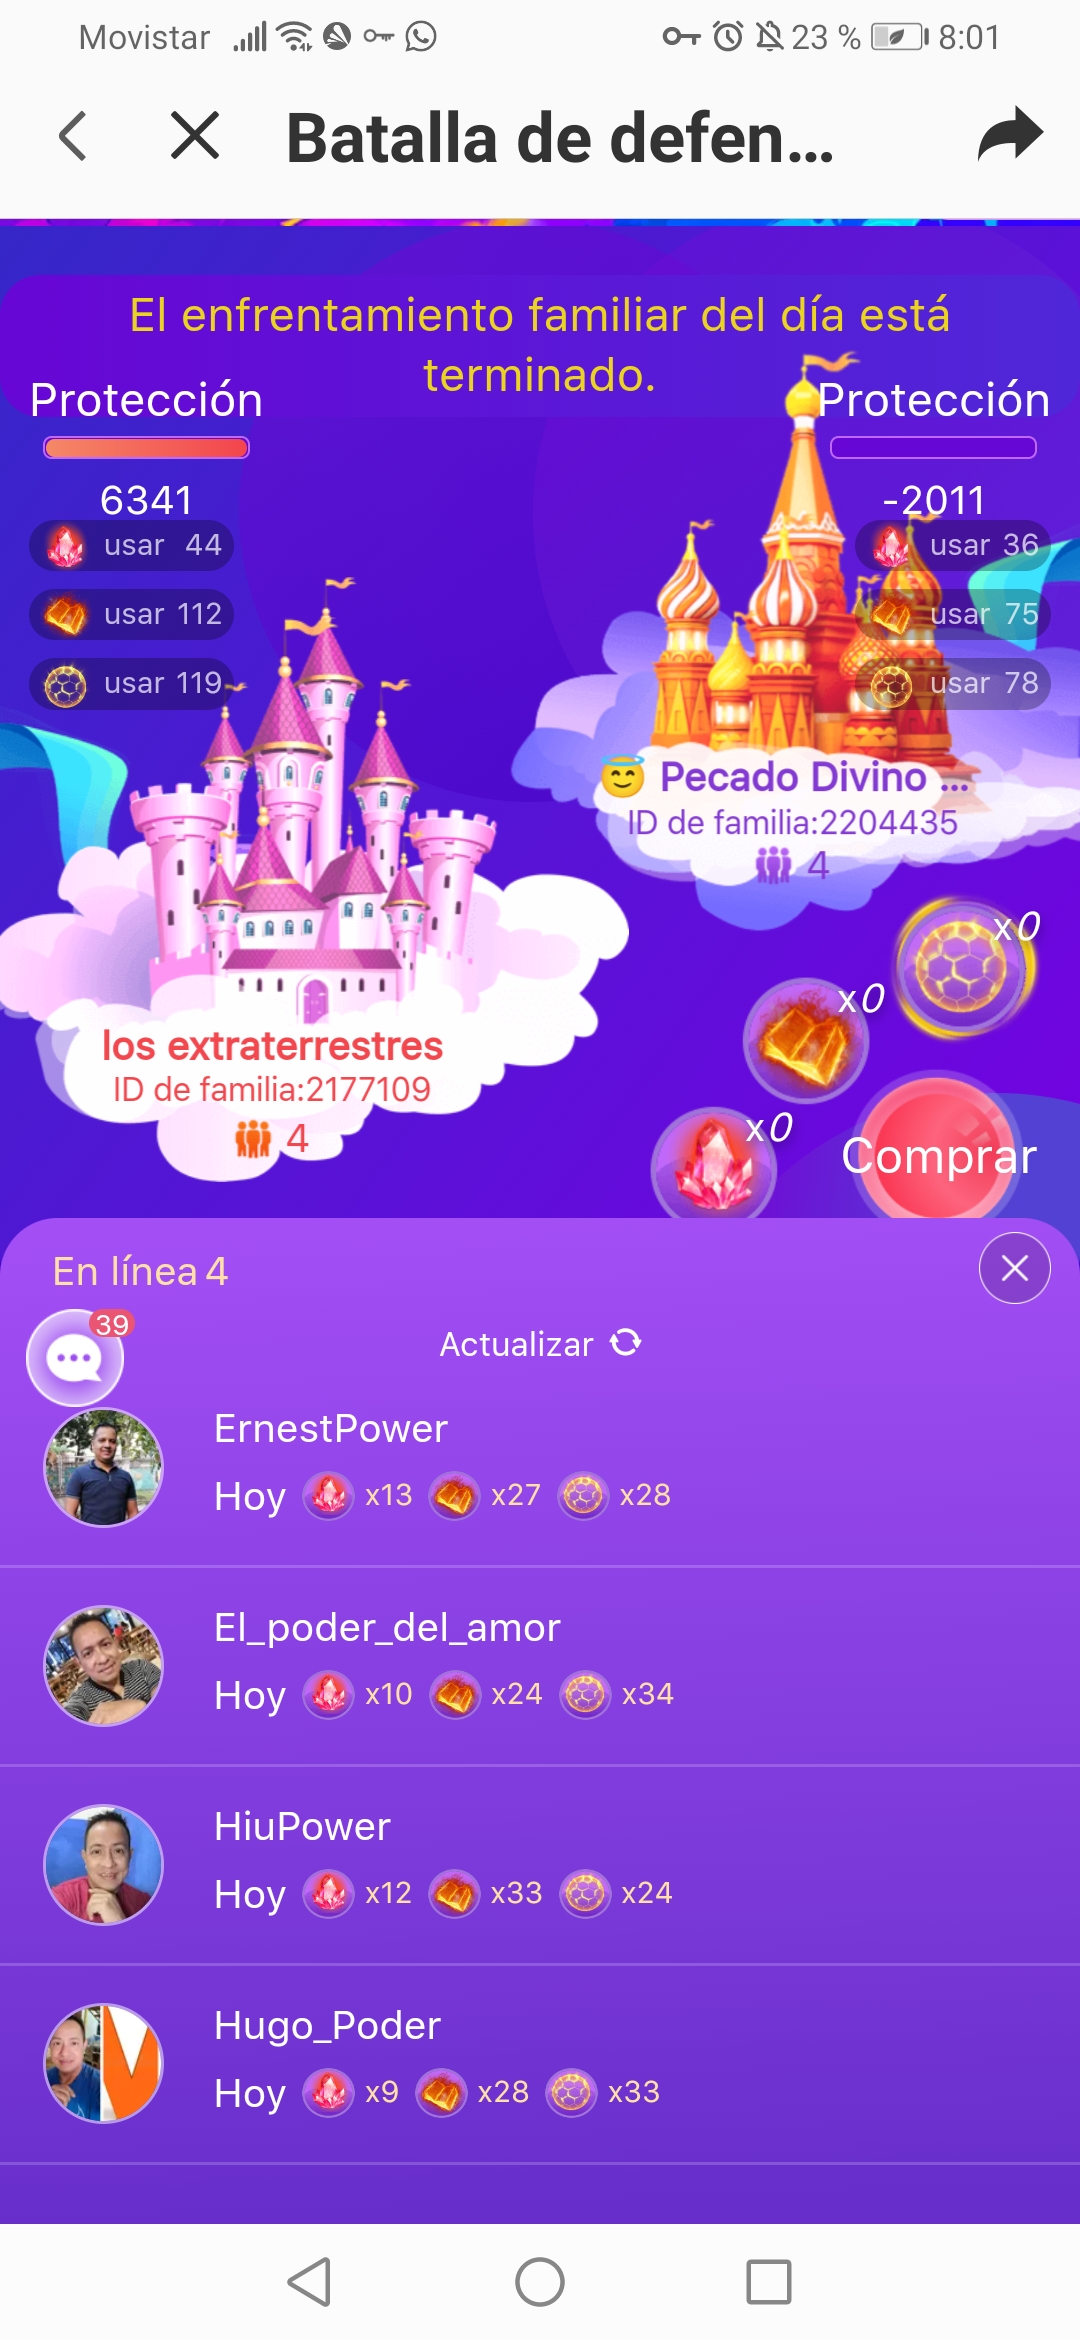 Movistar 23 % 8:01
Batalla de defen...
El enfrentamiento familiar del día está
terminado.
Protección
6341
usar 44
usar 112
usar 119
Protección
-2011
usar 36
usar 75
usar 78
😇 Pecado Divino ...
ID de familia:2204435
4
los extraterrestres
ID de familia:2177109
4
x0
x0
x0
Comprar
En línea 4
39
Actualizar
ErnestPower
Hoy x13 x27 x28
El_poder_del_amor
Hoy x10 x24 x34
HiuPower
Hoy x12 x33 x24
Hugo_Poder
Hoy x9 x28 x33